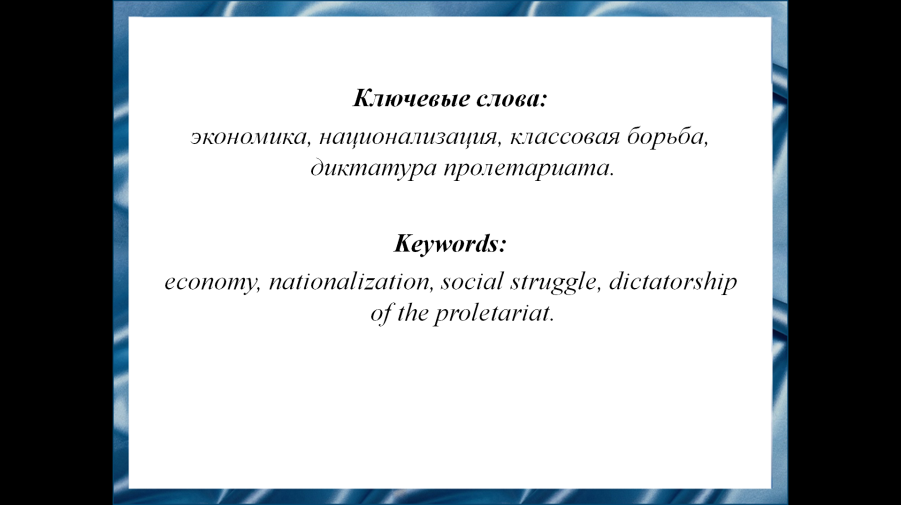 Ключевые слова:
экономика, национализация, классовая борьба,
диктатура пролетариата.
Keywords:
economy, nationalization, social struggle, dictatorship
of the proletariat.